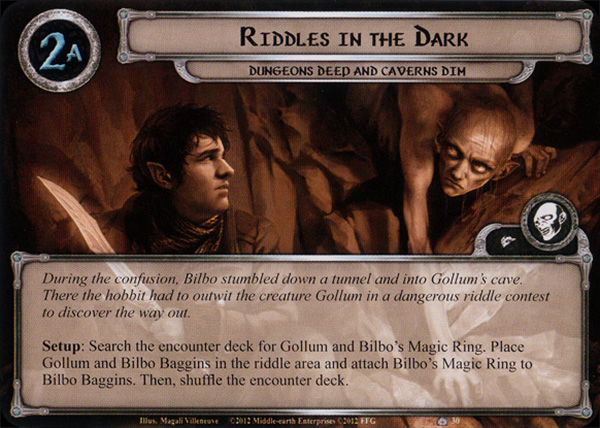 2A
Riddles in the Dark
Dungeons Deep and Caverns Dim
During the confusion, Bilbo stumbled down a tunnel and into Gollum's cave.
There the hobbit had to outwit the creature Gollum in a dangerous riddle contest
to discover the way out.
Setup: Search the encounter deck for Gollum and Bilbo's Magic Ring. Place
Gollum and Bilbo Baggins in the riddle area and attach Bilbo's Magic Ring to
Bilbo Baggins. Then, shuffle the encounter deck.
Illus. Magali Villeneuve ©2012 Middle-earth Enterprises ©2012 FFG 30